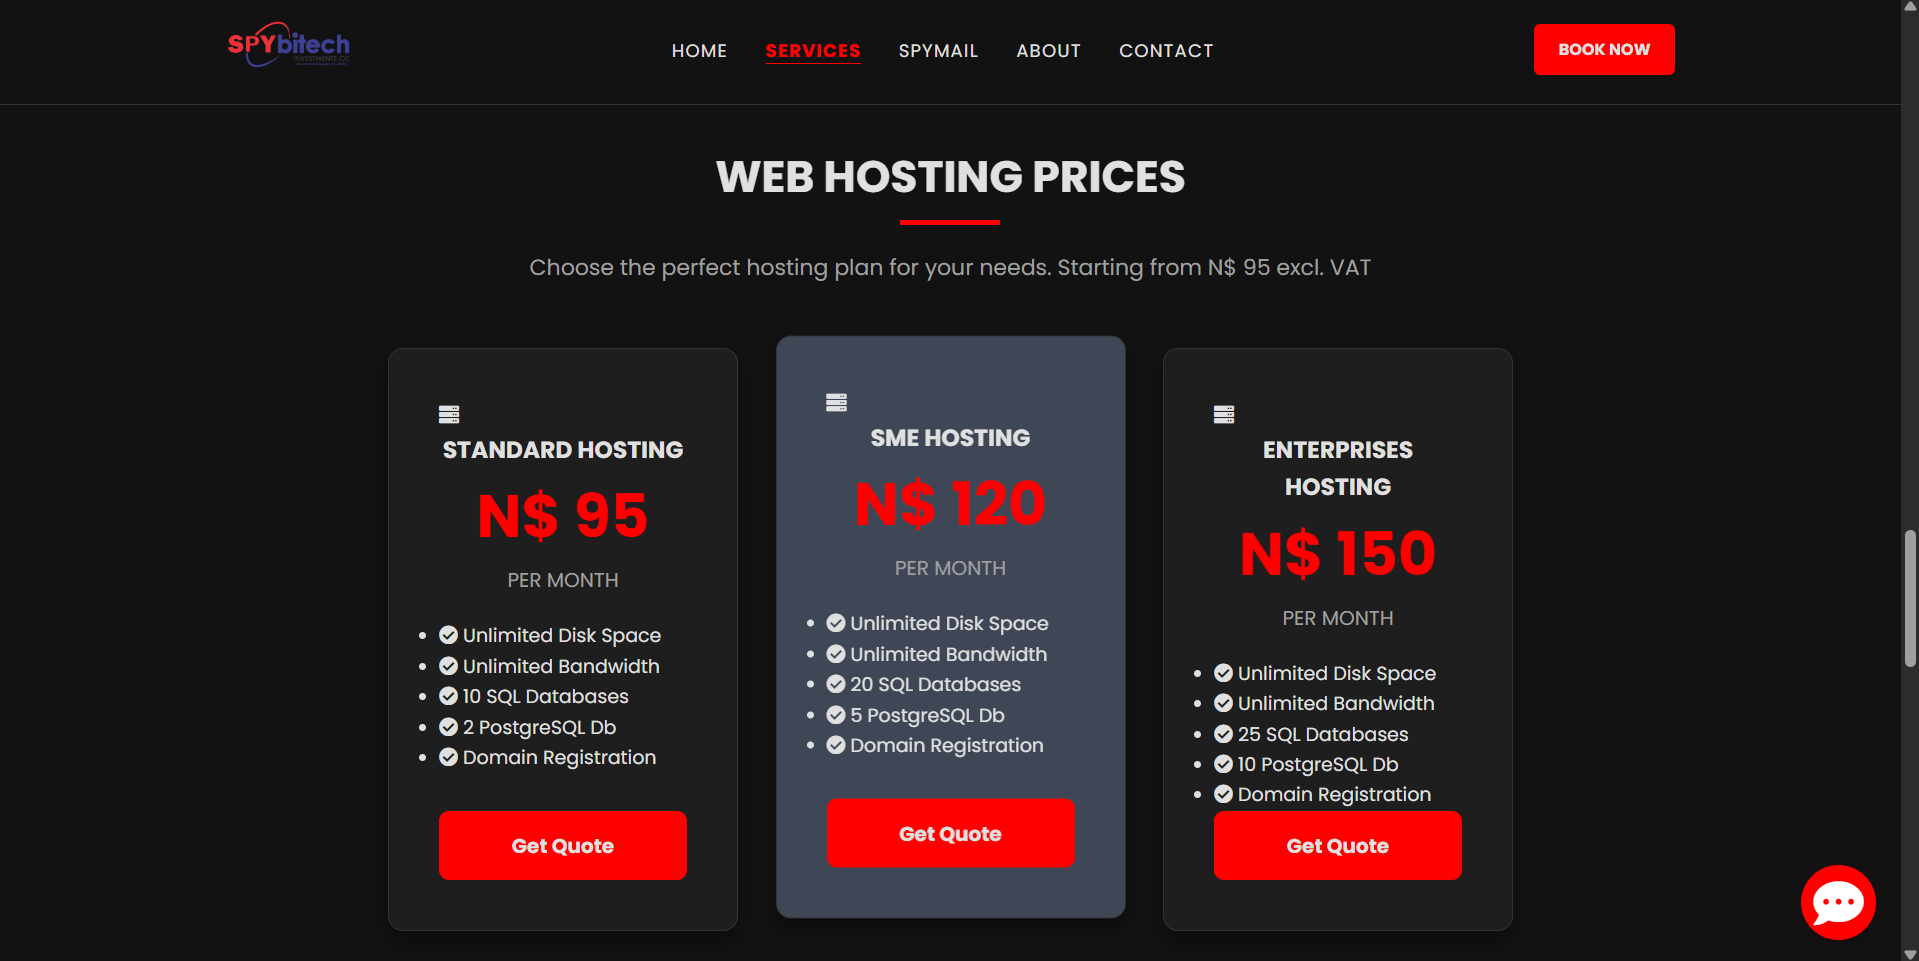 SPYbitech
INVESTMENTS CC
HOME
SERVICES
SPYMAIL
ABOUT
CONTACT
BOOK NOW
WEB HOSTING PRICES
Choose the perfect hosting plan for your needs. Starting from N$ 95 excl. VAT
STANDARD HOSTING
N$ 95
PER MONTH
Unlimited Disk Space
Unlimited Bandwidth
10 SQL Databases
2 PostgreSQL Db
Domain Registration
Get Quote
SME HOSTING
N$ 120
PER MONTH
Unlimited Disk Space
Unlimited Bandwidth
20 SQL Databases
5 PostgreSQL Db
Domain Registration
Get Quote
ENTERPRISES
HOSTING
N$ 150
PER MONTH
Unlimited Disk Space
Unlimited Bandwidth
25 SQL Databases
10 PostgreSQL Db
Domain Registration
Get Quote